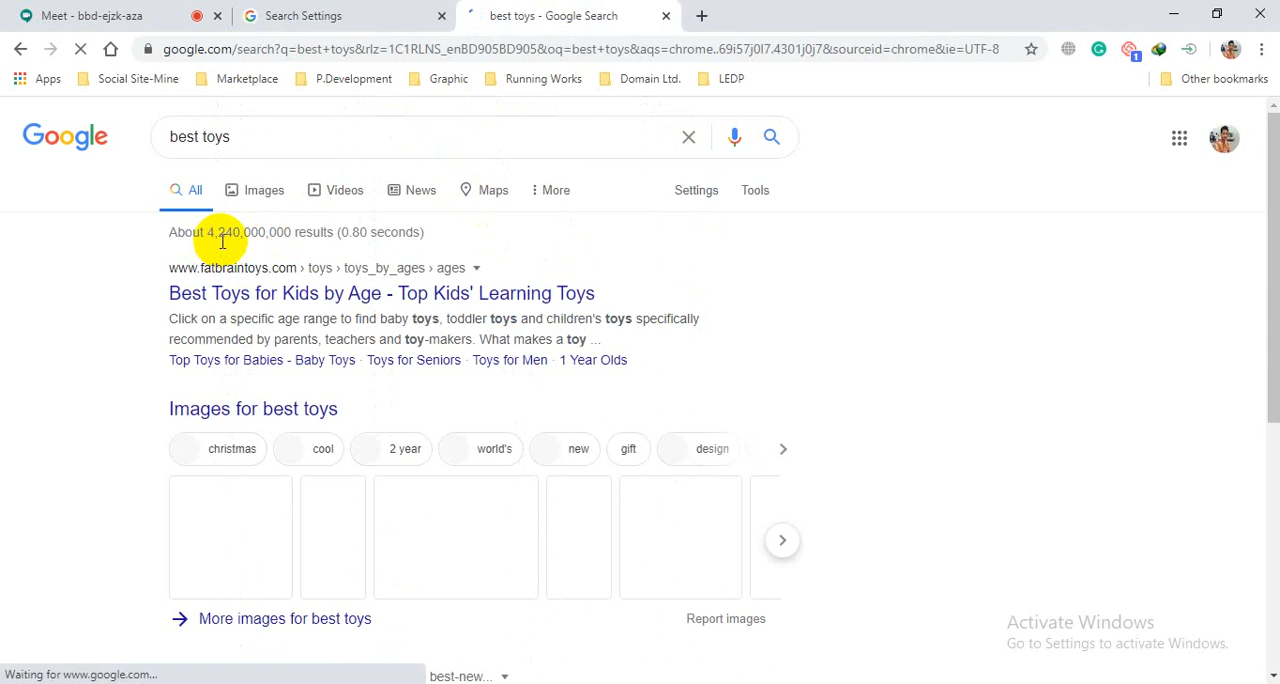 Meet - bbd-ejzk-aza
Search Settings
best toys - Google Search
google.com/search?q=best+toys&rlz=1C1RLNS_enBD905BD905&oq=best+toys&aqs=chrome..69i57j0l7.4301j0j7&sourceid=chrome&ie=UTF-8
1
Apps Social Site-Mine Marketplace P.Development Graphic Running Works Domain Ltd. LEDP Other bookmarks
Google
best toys
All Images Videos News Maps More Settings Tools
About 4,240,000,000 results (0.80 seconds)
www.fatbraintoys.com › toys › toys_by_ages › ages
Best Toys for Kids by Age - Top Kids' Learning Toys
Click on a specific age range to find baby toys, toddler toys and children's toys specifically
recommended by parents, teachers and toy-makers. What makes a toy ...
Top Toys for Babies - Baby Toys · Toys for Seniors · Toys for Men · 1 Year Olds
Images for best toys
christmas cool 2 year world's new gift design
More images for best toys
Report images
Activate Windows
Go to Settings to activate Windows.
Waiting for www.google.com...
best-new...